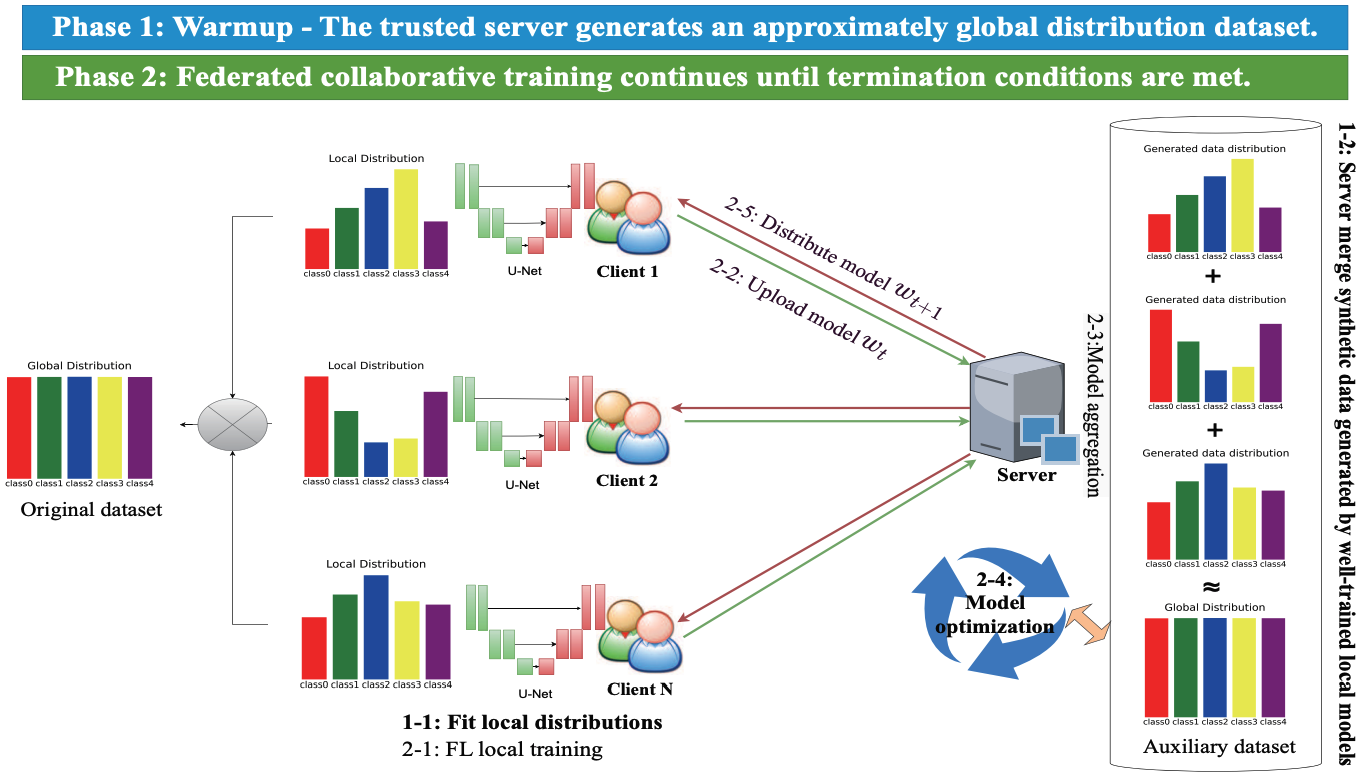 Phase 1: Warmup - The trusted server generates an approximately global distribution dataset.
Phase 2: Federated collaborative training continues until termination conditions are met.
Global Distribution
class0 class1 class2 class3 class4
Original dataset
Local Distribution
class0 class1 class2 class3 class4
U-Net
Client 1
Local Distribution
class0 class1 class2 class3 class4
U-Net
Client 2
Local Distribution
class0 class1 class2 class3 class4
U-Net
Client N
1-1: Fit local distributions
2-1: FL local training
2-5: Distribute model w_{t+1}
2-2: Upload model w_t
Server
2-3:Model aggregation
2-4:
Model
optimization
Generated data distribution
class0 class1 class2 class3 class4
+
Generated data distribution
class0 class1 class2 class3 class4
+
Generated data distribution
class0 class1 class2 class3 class4
≈
Global Distribution
class0 class1 class2 class3 class4
Auxiliary dataset
1-2: Server merge synthetic data generated by well-trained local models